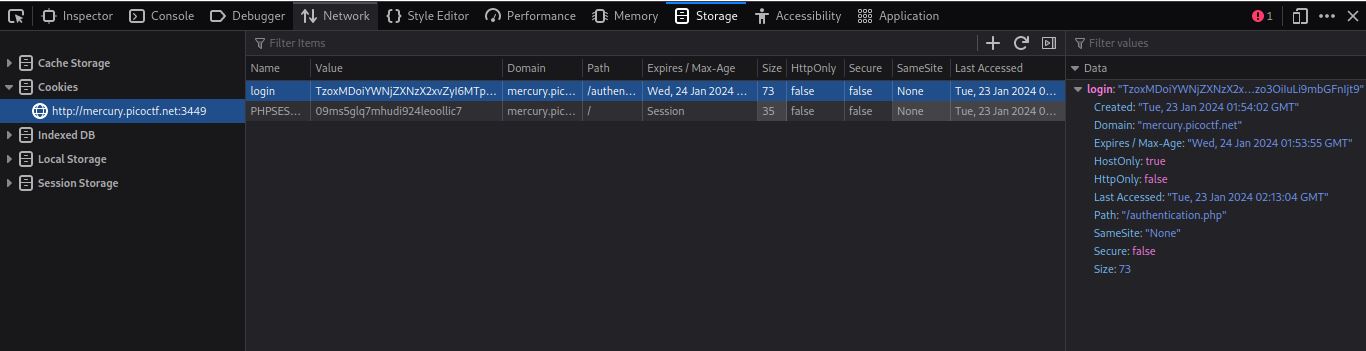 Inspector Console Debugger Network Style Editor Performance Memory Storage Accessibility Application 1
Filter Items
Filter values
Cache Storage
Cookies
http://mercury.picoctf.net:3449
Indexed DB
Local Storage
Session Storage
Name Value Domain Path Expires / Max-Age Size HttpOnly Secure SameSite Last Accessed
login TzoxMDoiYWNjZXNzX2xvZyI6MTp... mercury.pic... /authen... Wed, 24 Jan 2024 ... 73 false false None Tue, 23 Jan 2024 0...
PHPSES... 09ms5glq7mhudi924leoollic7 mercury.pic... / Session 35 false false None Tue, 23 Jan 2024 0...
Data
login: "TzoxMDoiYWNjZXNzX2x...zo3OiIuLi9mbGFnIjt9"
Created: "Tue, 23 Jan 2024 01:54:02 GMT"
Domain: "mercury.picoctf.net"
Expires / Max-Age: "Wed, 24 Jan 2024 01:53:55 GMT"
HostOnly: true
HttpOnly: false
Last Accessed: "Tue, 23 Jan 2024 02:13:04 GMT"
Path: "/authentication.php"
SameSite: "None"
Secure: false
Size: 73